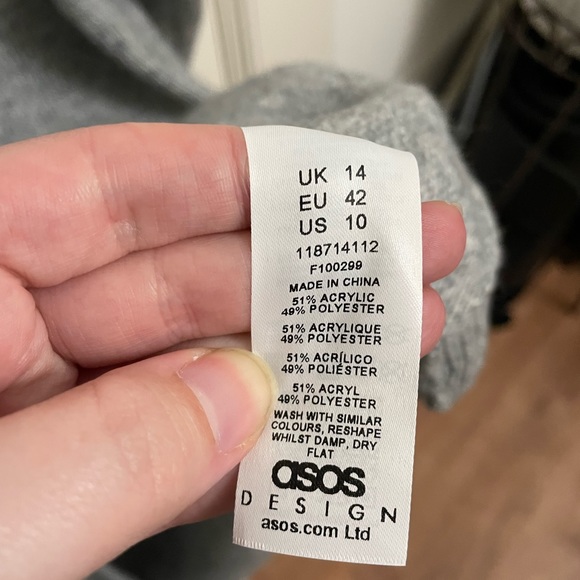 UK 14
EU 42
US 10
118714112
F100299
MADE IN CHINA
51% ACRYLIC
49% POLYESTER
51% ACRYLIQUE
49% POLYESTER
51% ACRÍLICO
49% POLIÉSTER
51% ACRYL
49% POLYESTER
WASH WITH SIMILAR
COLOURS, RESHAPE
WHILST DAMP, DRY
FLAT
asos
DESIGN
asos.com Ltd